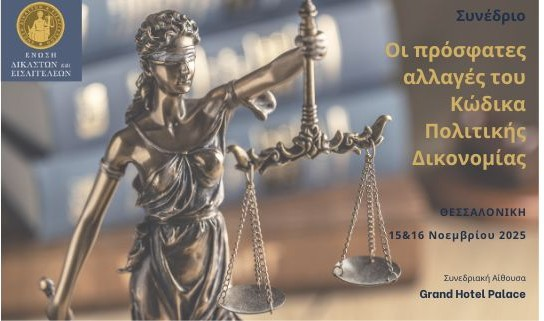 ΕΝΩΣΗ
ΔΙΚΑΣΤΩΝ και
ΕΙΣΑΓΓΕΛΕΩΝ
Συνέδριο
Οι πρόσφατες
αλλαγές του
Κώδικα
Πολιτικής
Δικονομίας
ΘΕΣΣΑΛΟΝΙΚΗ
15&16 Νοεμβρίου 2025
Συνεδριακή Αίθουσα
Grand Hotel Palace